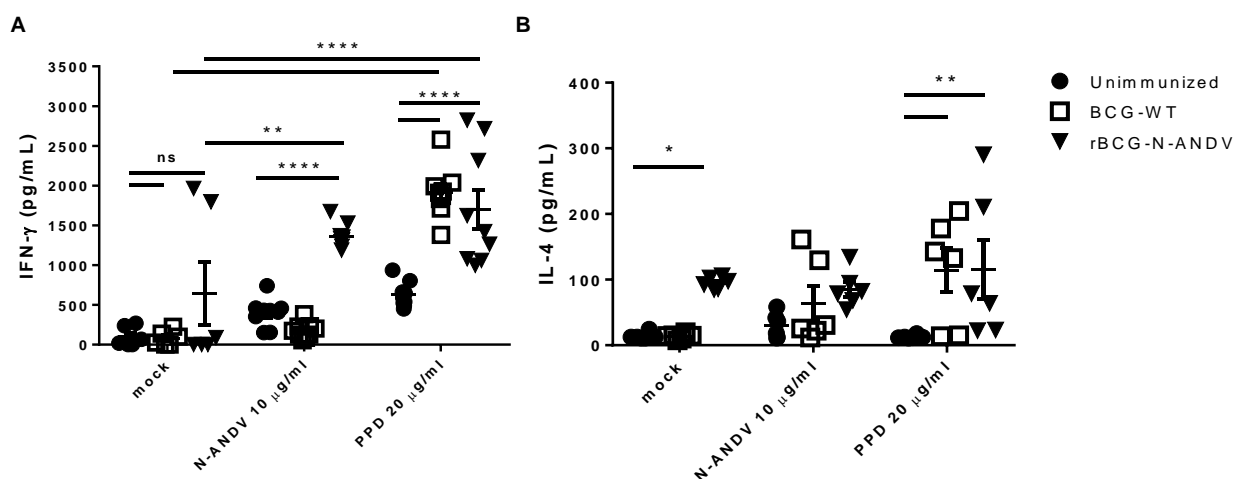 A
IFN-γ (pg/mL)
3500
3000
2500
2000
1500
1000
500
0
ns
****
**
****
****
mock
N-ANDV 10 μg/ml
PPD 20 μg/ml
B
IL-4 (pg/mL)
400
300
200
100
0
*
**
mock
N-ANDV 10 μg/ml
PPD 20 μg/ml
Unimmunized
BCG-WT
rBCG-N-ANDV